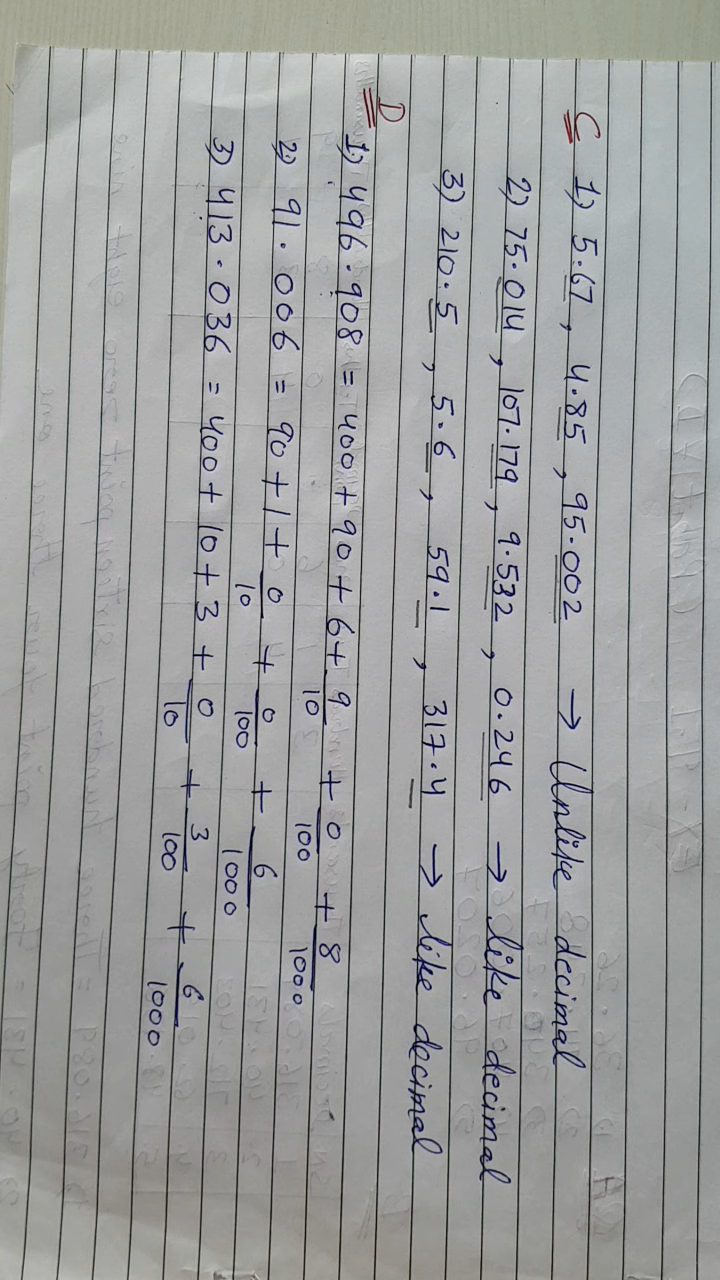 C 1) 5.67, 4.85, 95.002 → Unlike decimal
2) 75.014, 107.179, 9.532, 0.246 → like decimal
3) 210.5, 5.6, 59.1, 317.4 → like decimal
D
1) 496.908 = 400 + 90 + 6 + 9/10 + 0/100 + 8/1000
2) 91.006 = 90 + 1 + 0/10 + 0/100 + 6/1000
3) 413.036 = 400 + 10 + 3 + 0/10 + 3/100 + 6/1000